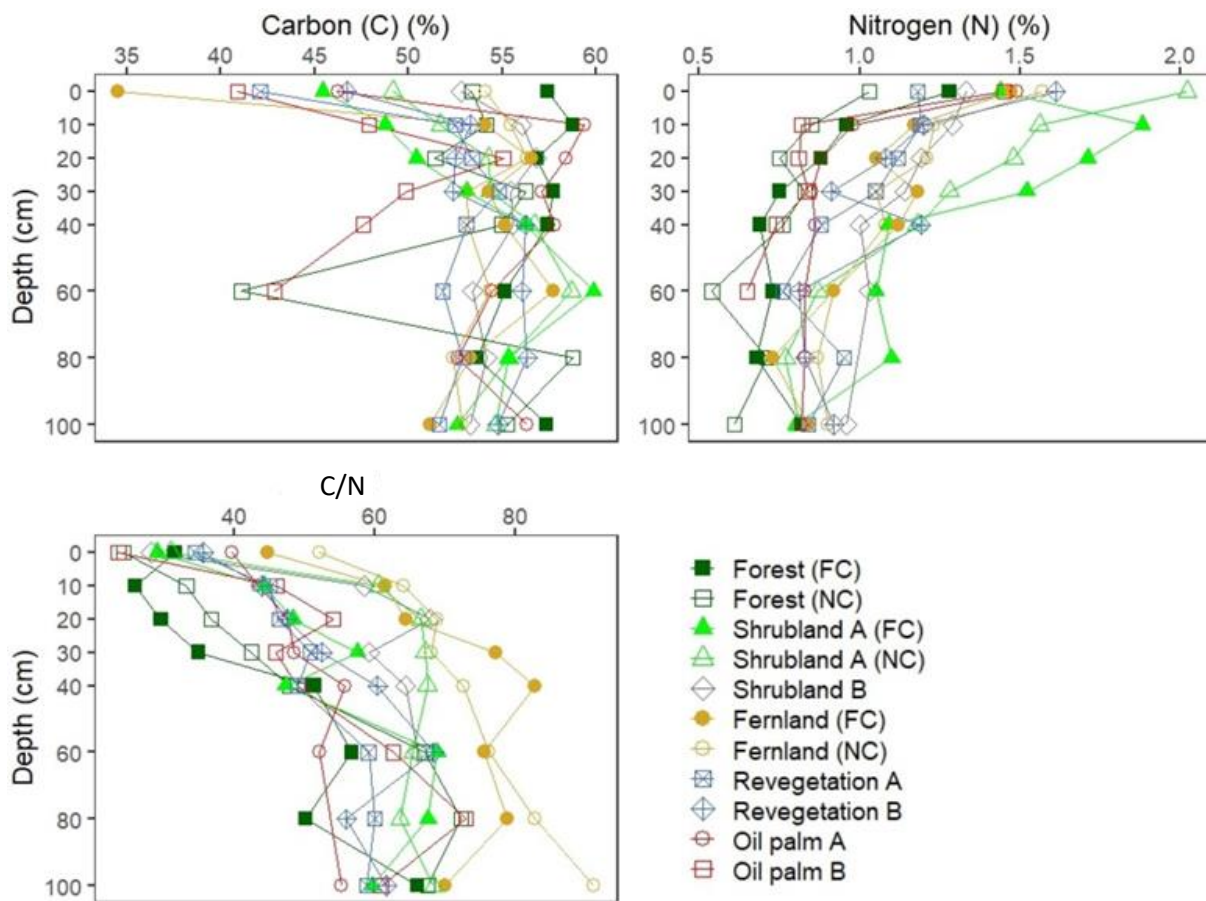 Carbon (C) (%)
35 40 45 50 55 60
Depth (cm)
0
10
20
30
40
60
80
100
Nitrogen (N) (%)
0.5 1.0 1.5 2.0
0
10
20
30
40
60
80
100
C/N
40 60 80
Depth (cm)
0
10
20
30
40
60
80
100
Forest (FC)
Forest (NC)
Shrubland A (FC)
Shrubland A (NC)
Shrubland B
Fernland (FC)
Fernland (NC)
Revegetation A
Revegetation B
Oil palm A
Oil palm B